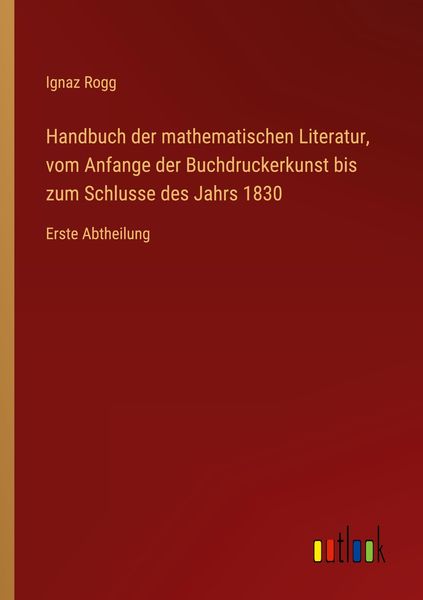 Ignaz Rogg
Handbuch der mathematischen Literatur,
vom Anfange der Buchdruckerkunst bis
zum Schlusse des Jahrs 1830
Erste Abtheilung
outlook